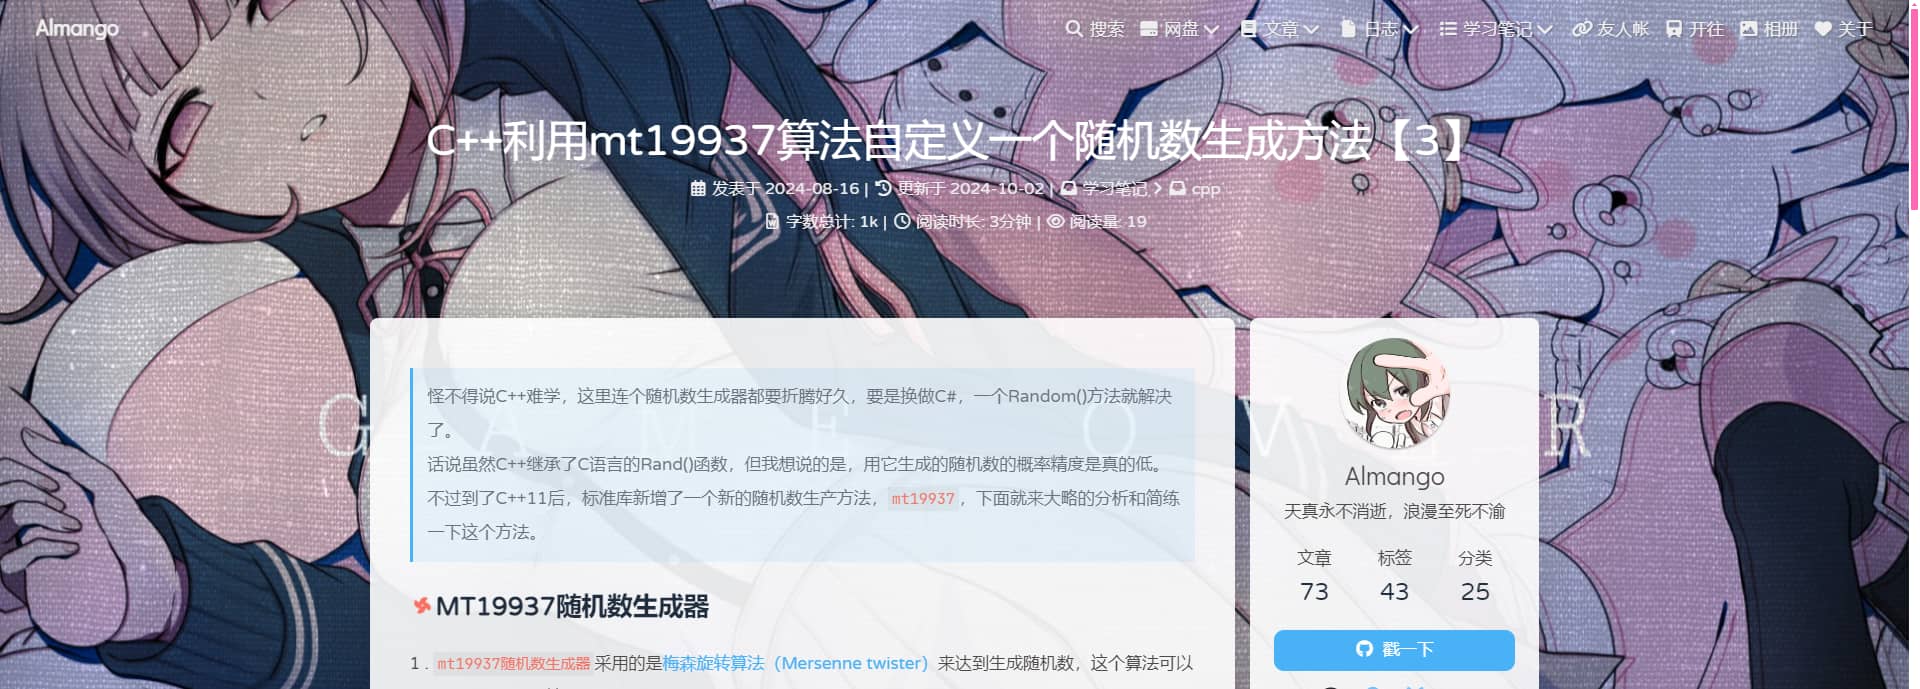 Almango
搜索 网盘 文章 日志 学习笔记 友人帐 开往 相册 关于
C++利用mt19937算法自定义一个随机数生成方法【3】
发表于 2024-08-16 | 更新于 2024-10-02 | 学习笔记 > cpp
字数总计: 1k | 阅读时长: 3分钟 | 阅读量: 19
GAME OVER
怪不得说C++难学，这里连个随机数生成器都要折腾好久，要是换做C#，一个Random()方法就解决
了。
话说虽然C++继承了C语言的Rand()函数，但我想说的是，用它生成的随机数的概率精度是真的低。
不过到了C++11后，标准库新增了一个新的随机数生产方法，mt19937，下面就来大略的分析和简练
一下这个方法。
MT19937随机数生成器
1 . mt19937随机数生成器 采用的是梅森旋转算法（Mersenne twister）来达到生成随机数，这个算法可以
Almango
天真永不消逝，浪漫至死不渝
文章 标签 分类
73 43 25
戳一下